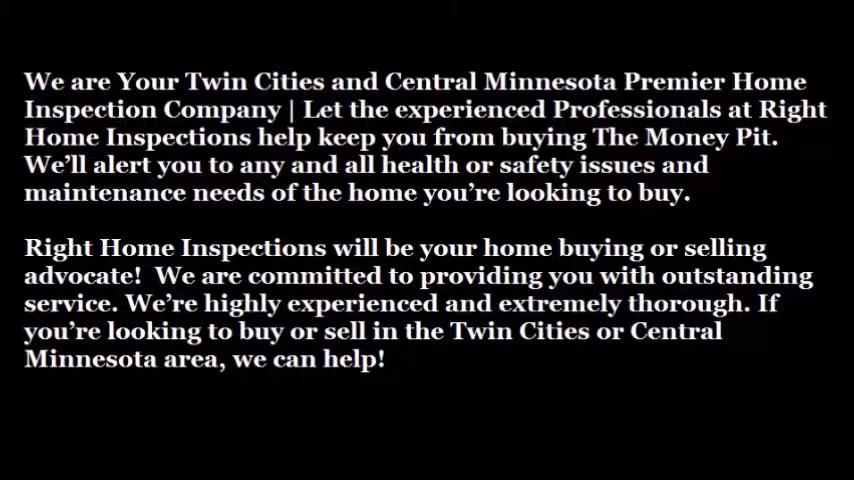 We are Your Twin Cities and Central Minnesota Premier Home
Inspection Company | Let the experienced Professionals at Right
Home Inspections help keep you from buying The Money Pit.
We’ll alert you to any and all health or safety issues and
maintenance needs of the home you’re looking to buy.
Right Home Inspections will be your home buying or selling
advocate!  We are committed to providing you with outstanding
service. We’re highly experienced and extremely thorough. If
you’re looking to buy or sell in the Twin Cities or Central
Minnesota area, we can help!